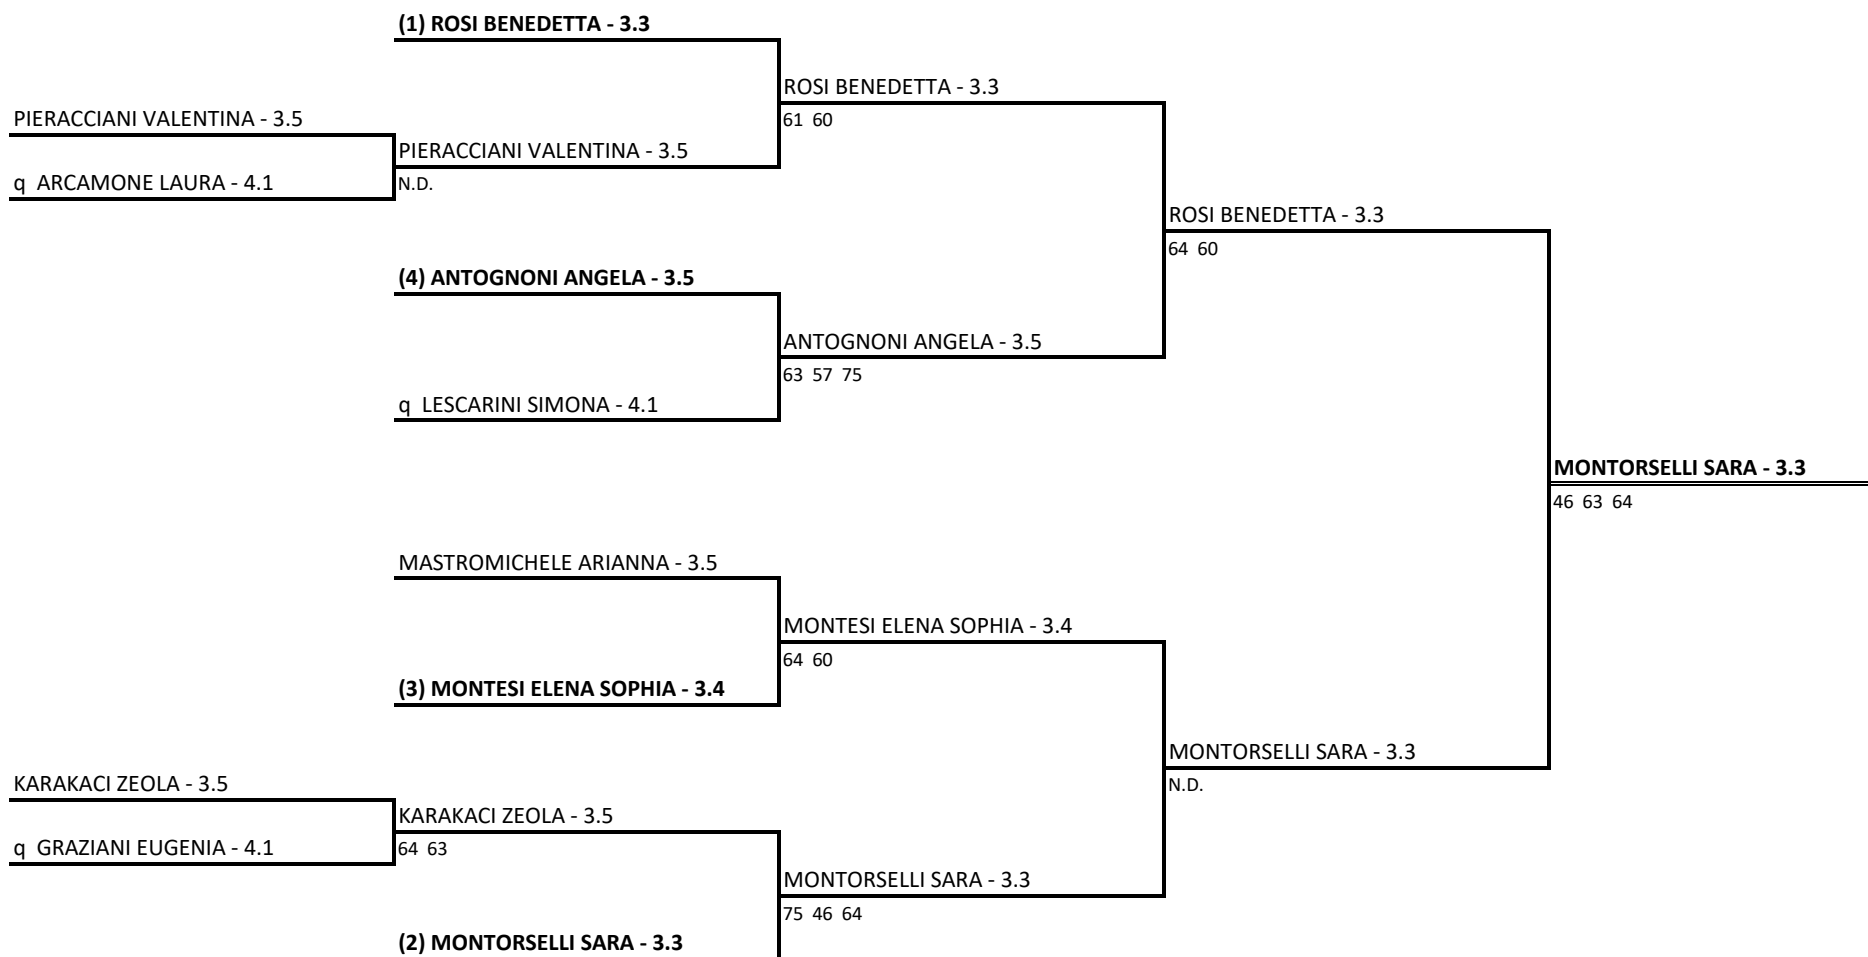 (1) ROSI BENEDETTA - 3.3
ROSI BENEDETTA - 3.3
61 60
PIERACCIANI VALENTINA - 3.5
PIERACCIANI VALENTINA - 3.5
N.D.
q ARCAMONE LAURA - 4.1
ROSI BENEDETTA - 3.3
64 60
(4) ANTOGNONI ANGELA - 3.5
ANTOGNONI ANGELA - 3.5
63 57 75
q LESCARINI SIMONA - 4.1
MONTORSELLI SARA - 3.3
46 63 64
MASTROMICHELE ARIANNA - 3.5
MONTESI ELENA SOPHIA - 3.4
64 60
(3) MONTESI ELENA SOPHIA - 3.4
MONTORSELLI SARA - 3.3
N.D.
KARAKACI ZEOLA - 3.5
KARAKACI ZEOLA - 3.5
64 63
q GRAZIANI EUGENIA - 4.1
MONTORSELLI SARA - 3.3
75 46 64
(2) MONTORSELLI SARA - 3.3